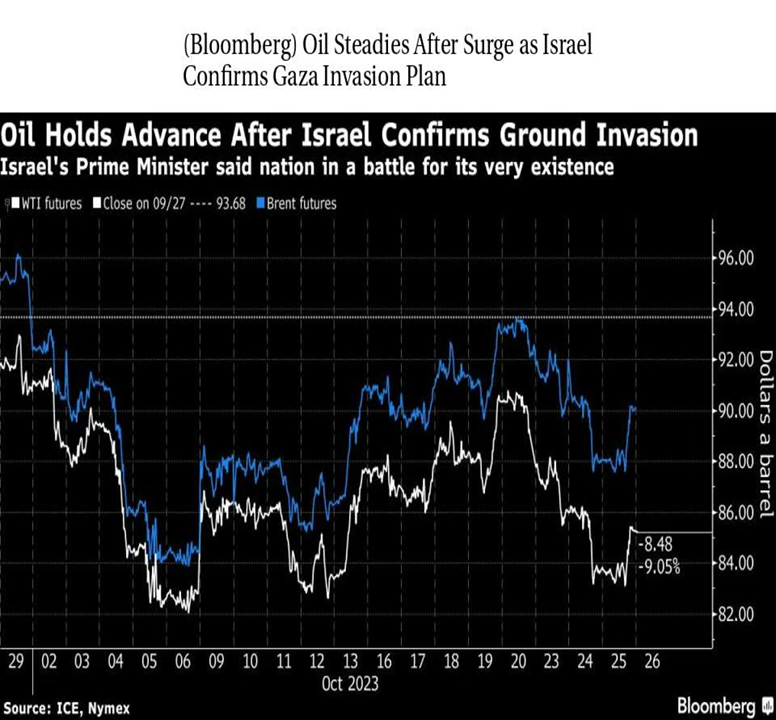 (Bloomberg) Oil Steadies After Surge as Israel
Confirms Gaza Invasion Plan
Oil Holds Advance After Israel Confirms Ground Invasion
Israel's Prime Minister said nation in a battle for its very existence
WTI futures Close on 09/27 ---- 93.68 Brent futures
96.00
94.00
92.00
90.00
88.00
86.00
84.00
82.00
Dollars a barrel
-8.48
-9.05%
29 02 03 04 05 06 09 10 11 12 13 16 17 18 19 20 23 24 25 26
Oct 2023
Source: ICE, Nymex
Bloomberg